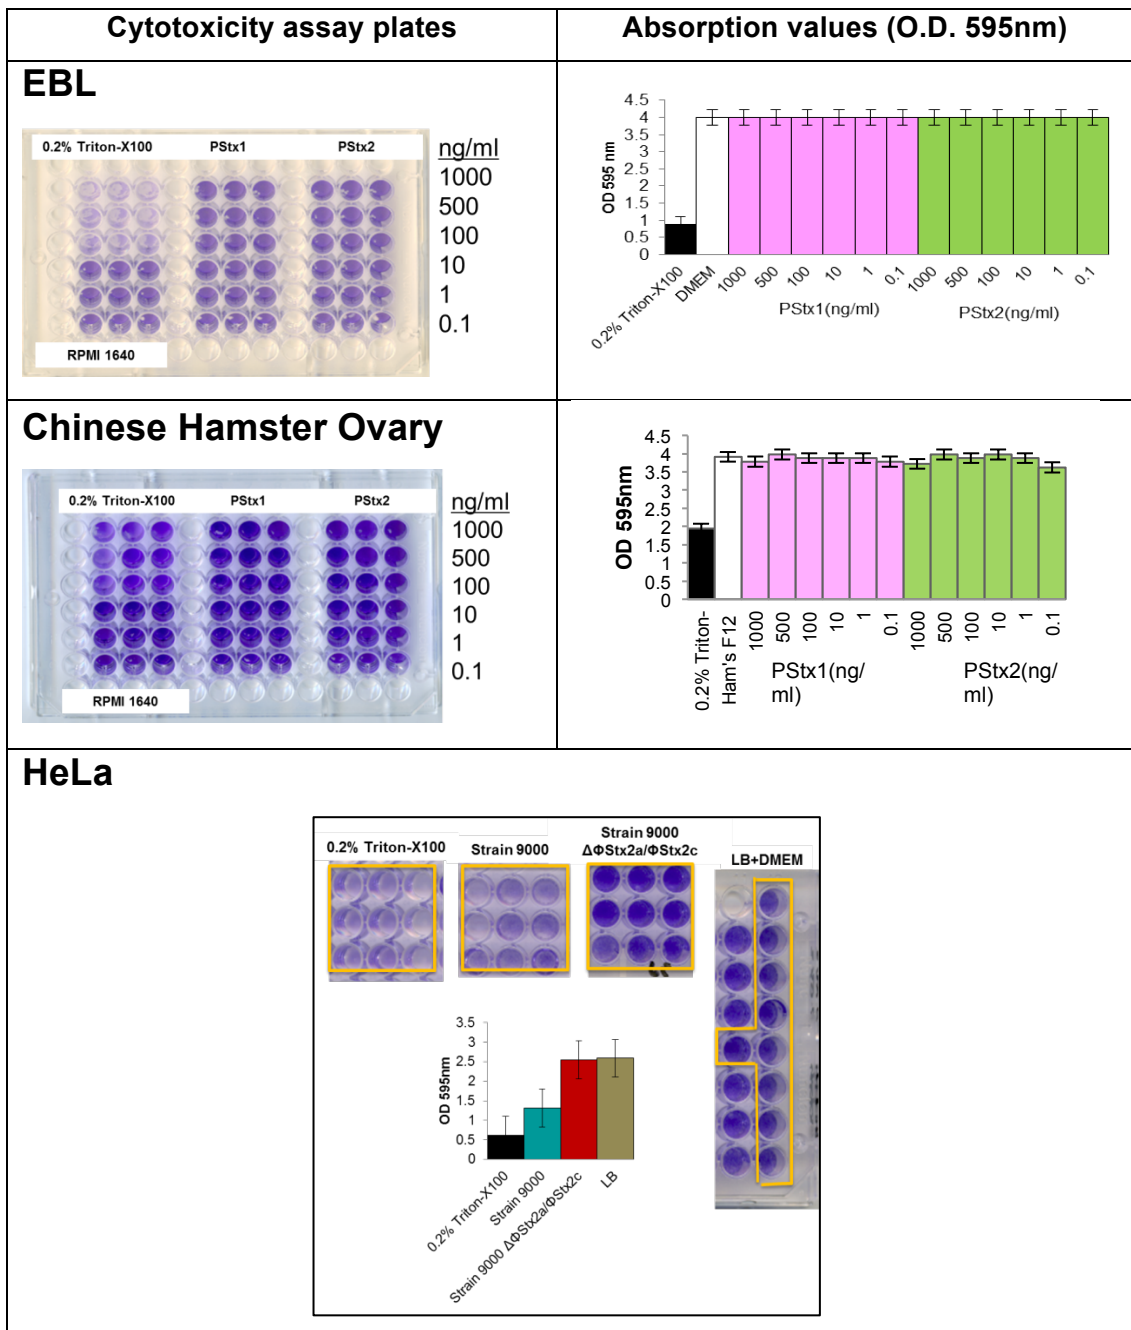 Cytotoxicity assay plates
Absorption values (O.D. 595nm)
EBL
0.2% Triton-X100 PStx1 PStx2
ng/ml
1000
500
100
10
1
0.1
RPMI 1640
4.5
4
3.5
3
2.5
2
1.5
1
0.5
0
OD 595 nm
0.2% Triton-X100
DMEM
1000 500 100 10 1 0.1 1000 500 100 10 1 0.1
PStx1(ng/ml) PStx2(ng/ml)
Chinese Hamster Ovary
0.2% Triton-X100 PStx1 PStx2
ng/ml
1000
500
100
10
1
0.1
RPMI 1640
4.5
4
3.5
3
2.5
2
1.5
1
0.5
0
OD 595nm
0.2% Triton-
Ham's F12
1000 500 100 10 1 0.1 1000 500 100 10 1 0.1
PStx1(ng/
ml)
PStx2(ng/
ml)
HeLa
0.2% Triton-X100
Strain 9000
Strain 9000
ΔΦStx2a/ΦStx2c
LB+DMEM
3.5
3
2.5
2
1.5
1
0.5
0
OD 595nm
0.2% Triton-X100
Strain 9000
Strain 9000 ΔΦStx2a/ΦStx2c
LB